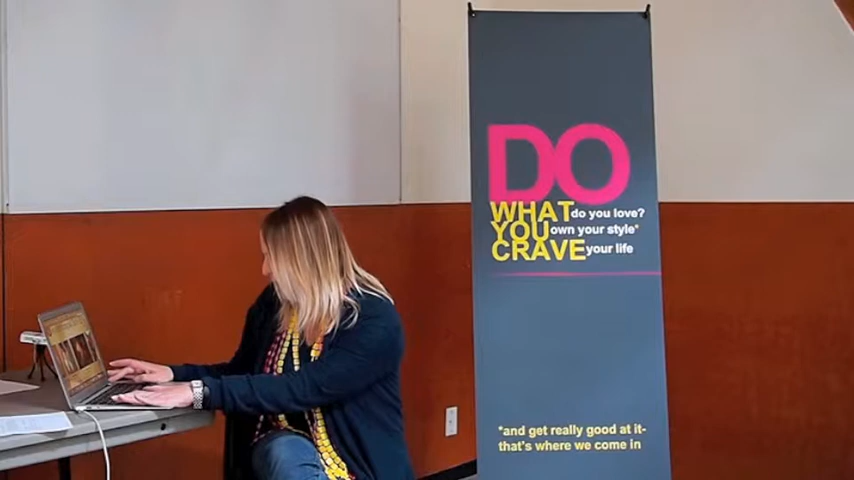 DO
WHAT do you love?
YOU own your style*
CRAVE your life
*and get really good at it-
that's where we come in